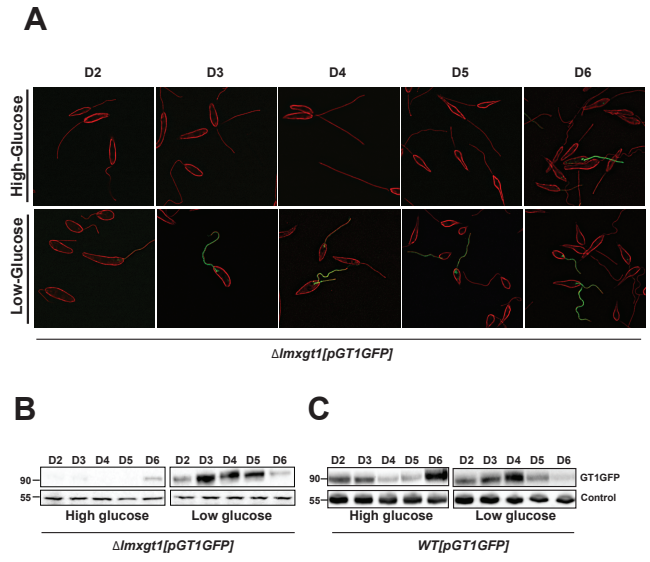 A
D2 D3 D4 D5 D6
High-Glucose
Low-Glucose
Δlmxgt1[pGT1GFP]
B
D2 D3 D4 D5 D6 D2 D3 D4 D5 D6
90
55
High glucose Low glucose
Δlmxgt1[pGT1GFP]
C
D2 D3 D4 D5 D6 D2 D3 D4 D5 D6
90 GT1GFP
55 Control
High glucose Low glucose
WT[pGT1GFP]